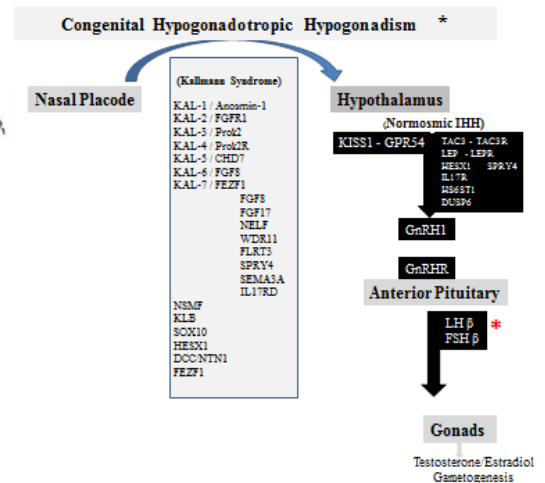 Congenital Hypogonadotropic Hypogonadism *
(Kallmann Syndrome)
Nasal Placode
KAL-1 / Anosmin-1
KAL-2 / FGFR1
KAL-3 / Prok2
KAL-4 / Prok2R
KAL-5 / CHD7
KAL-6 / FGF8
KAL-7 / FEZF1
FGF8
FGF17
NELF
WDR11
FLRT3
SPRY4
SEMA3A
IL17RD
NSMF
KLB
SOX10
HESX1
DCC/NTN1
FEZF1
Hypothalamus
(Normosmic IHH)
KISS1 - GPR54
TAC3 - TAC3R
LEP - LEPR
HESX1 SPRY4
IL17R
HS6ST1
DUSP6
GnRH1
GnRHR
Anterior Pituitary
LH β *
FSH β
Gonads
Testosterone/Estradiol
Gametogenesis